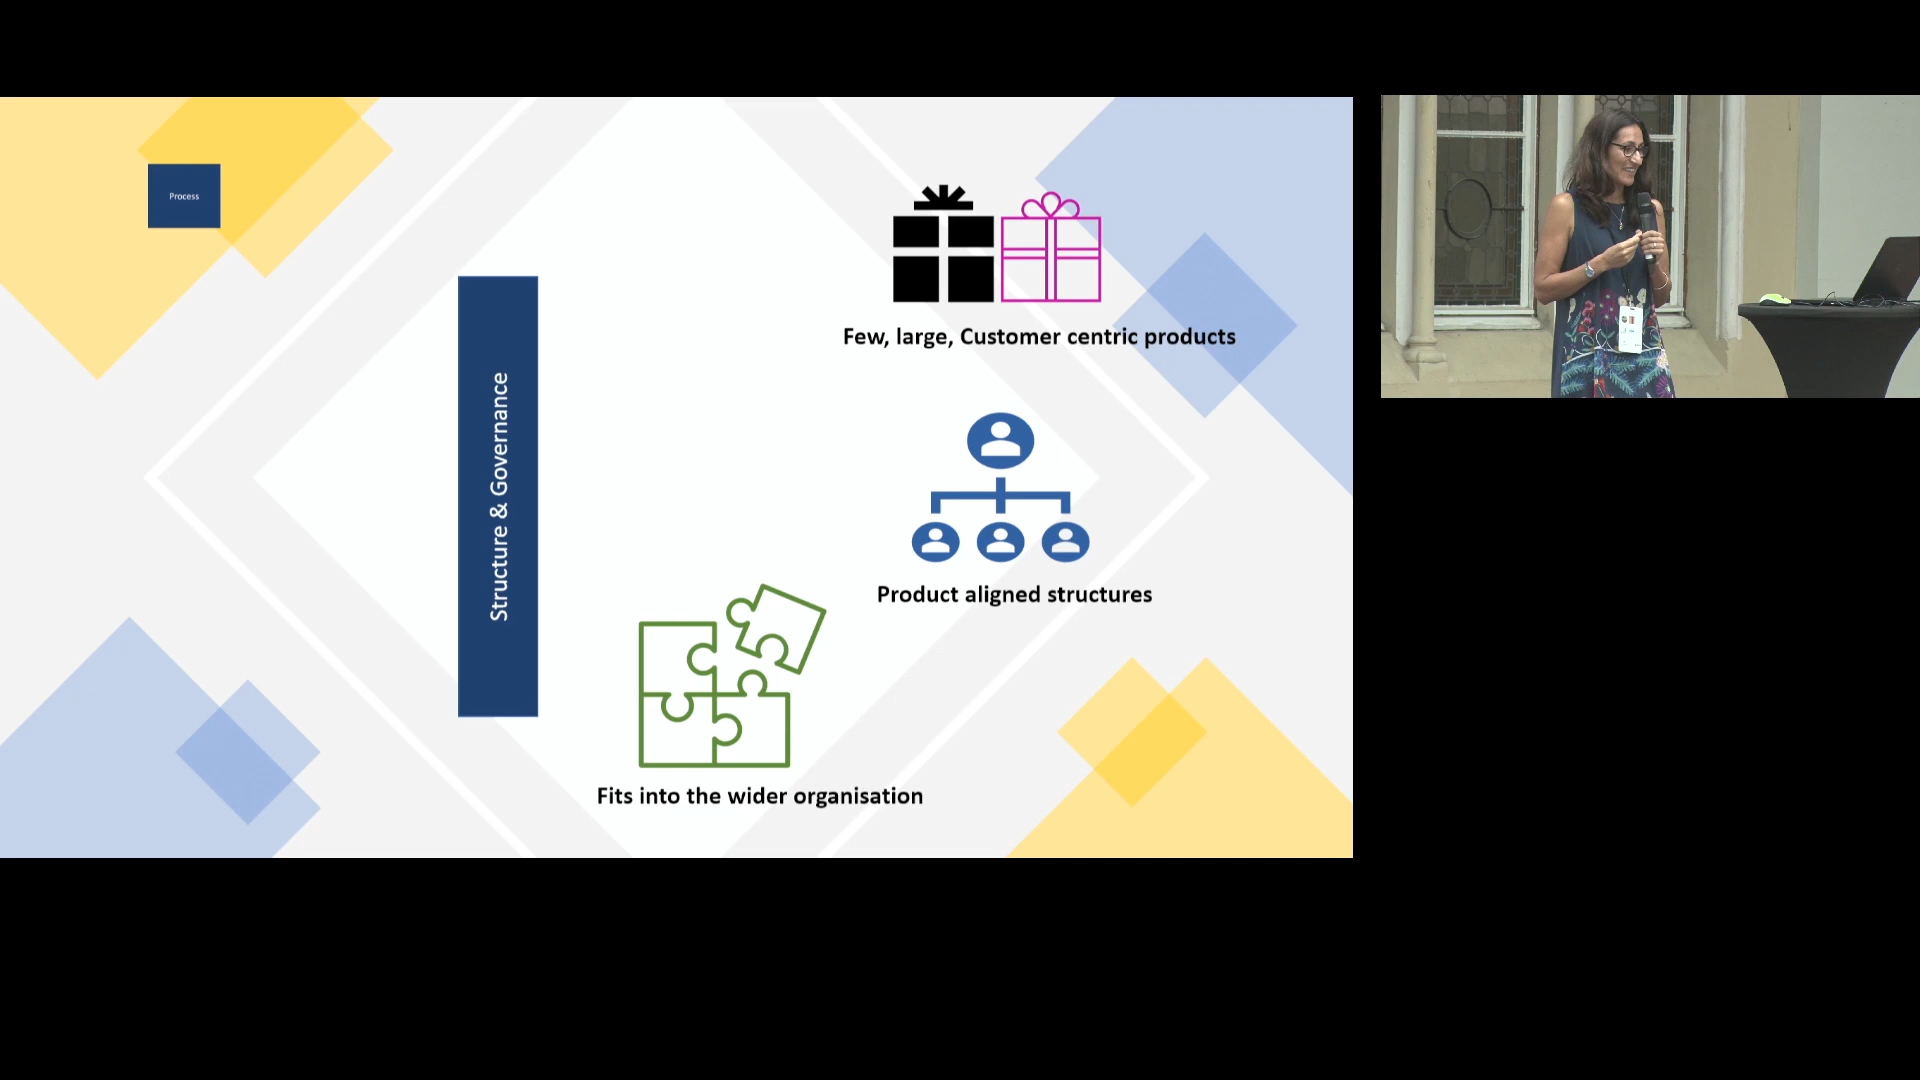 Process
Structure & Governance
Few, large, Customer centric products
Product aligned structures
Fits into the wider organisation